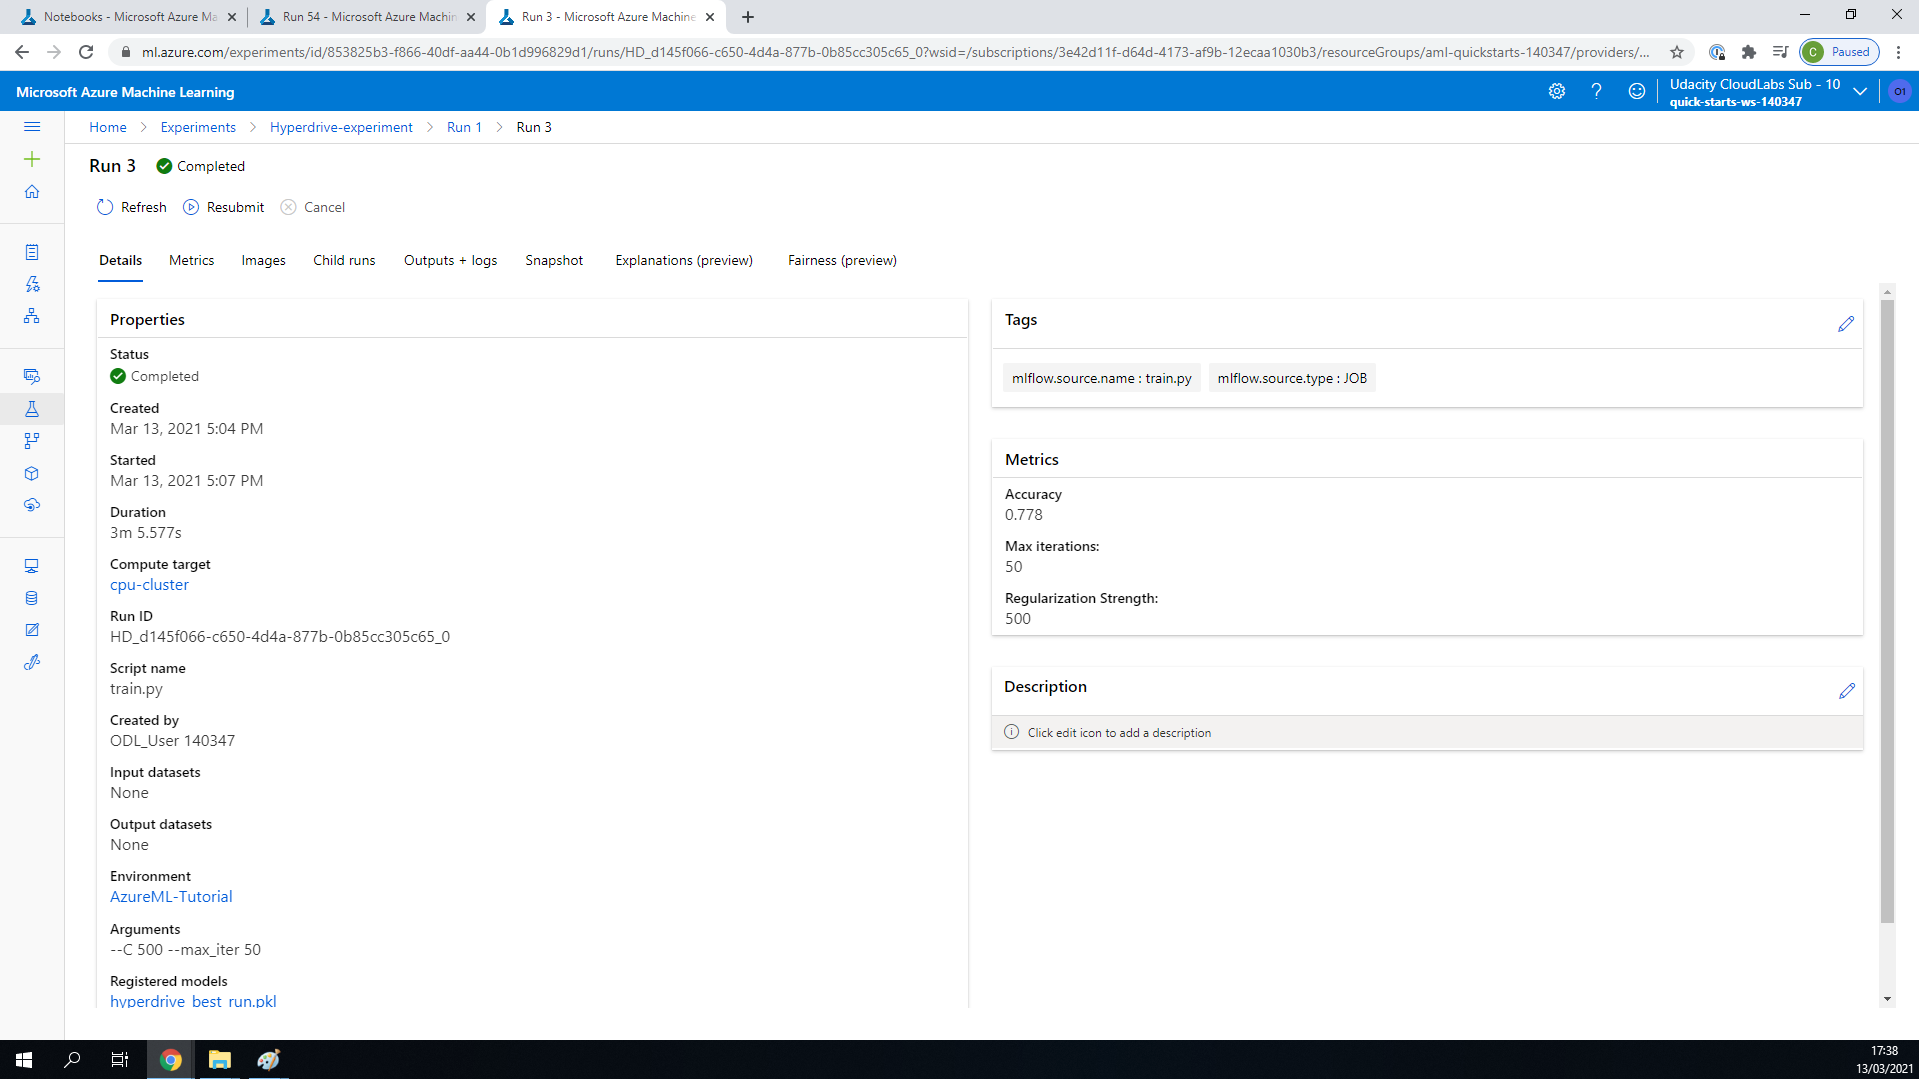 Notebooks - Microsoft Azure Ma
Run 54 - Microsoft Azure Machin
Run 3 - Microsoft Azure Machine
ml.azure.com/experiments/id/853825b3-f866-40df-aa44-0b1d996829d1/runs/HD_d145f066-c650-4d4a-877b-0b85cc305c65_0?wsid=/subscriptions/3e42d11f-d64d-4173-af9b-12ecaa1030b3/resourceGroups/aml-quickstarts-140347/providers/...
C Paused
Microsoft Azure Machine Learning
Udacity CloudLabs Sub - 10
quick-starts-ws-140347
O1
Home > Experiments > Hyperdrive-experiment > Run 1 > Run 3
Run 3 Completed
Refresh Resubmit Cancel
Details Metrics Images Child runs Outputs + logs Snapshot Explanations (preview) Fairness (preview)
Properties
Status
Completed
Created
Mar 13, 2021 5:04 PM
Started
Mar 13, 2021 5:07 PM
Duration
3m 5.577s
Compute target
cpu-cluster
Run ID
HD_d145f066-c650-4d4a-877b-0b85cc305c65_0
Script name
train.py
Created by
ODL_User 140347
Input datasets
None
Output datasets
None
Environment
AzureML-Tutorial
Arguments
--C 500 --max_iter 50
Registered models
hyperdrive_best_run.pkl
Tags
mlflow.source.name : train.py mlflow.source.type : JOB
Metrics
Accuracy
0.778
Max iterations:
50
Regularization Strength:
500
Description
Click edit icon to add a description
17:38
13/03/2021